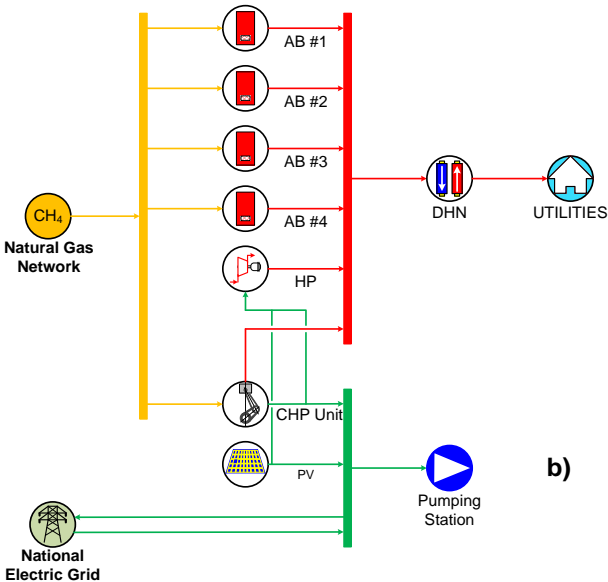 AB #1
AB #2
AB #3
AB #4
CH₄
Natural Gas
Network
DHN
UTILITIES
HP
CHP Unit
PV
b)
Pumping
Station
National
Electric Grid